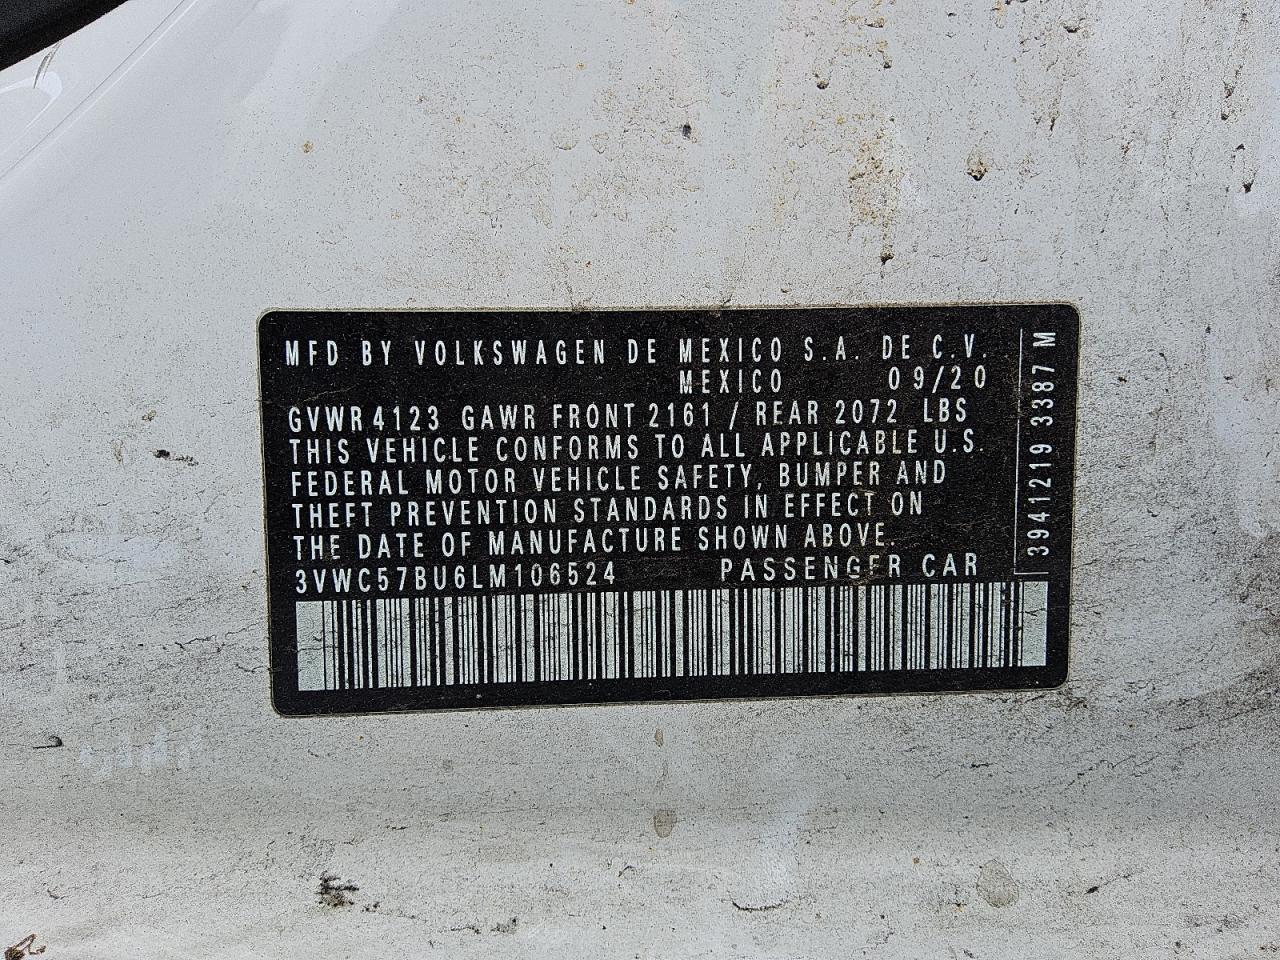 MFD BY VOLKSWAGEN DE MEXICO S.A. DE C.V.
MEXICO 09/20
GVWR 4123 GAWR FRONT 2161 / REAR 2072 LBS
THIS VEHICLE CONFORMS TO ALL APPLICABLE U.S.
FEDERAL MOTOR VEHICLE SAFETY, BUMPER AND
THEFT PREVENTION STANDARDS IN EFFECT ON
THE DATE OF MANUFACTURE SHOWN ABOVE.
3VWC57BU6LM106524 PASSENGER CAR
3941219 3387 M